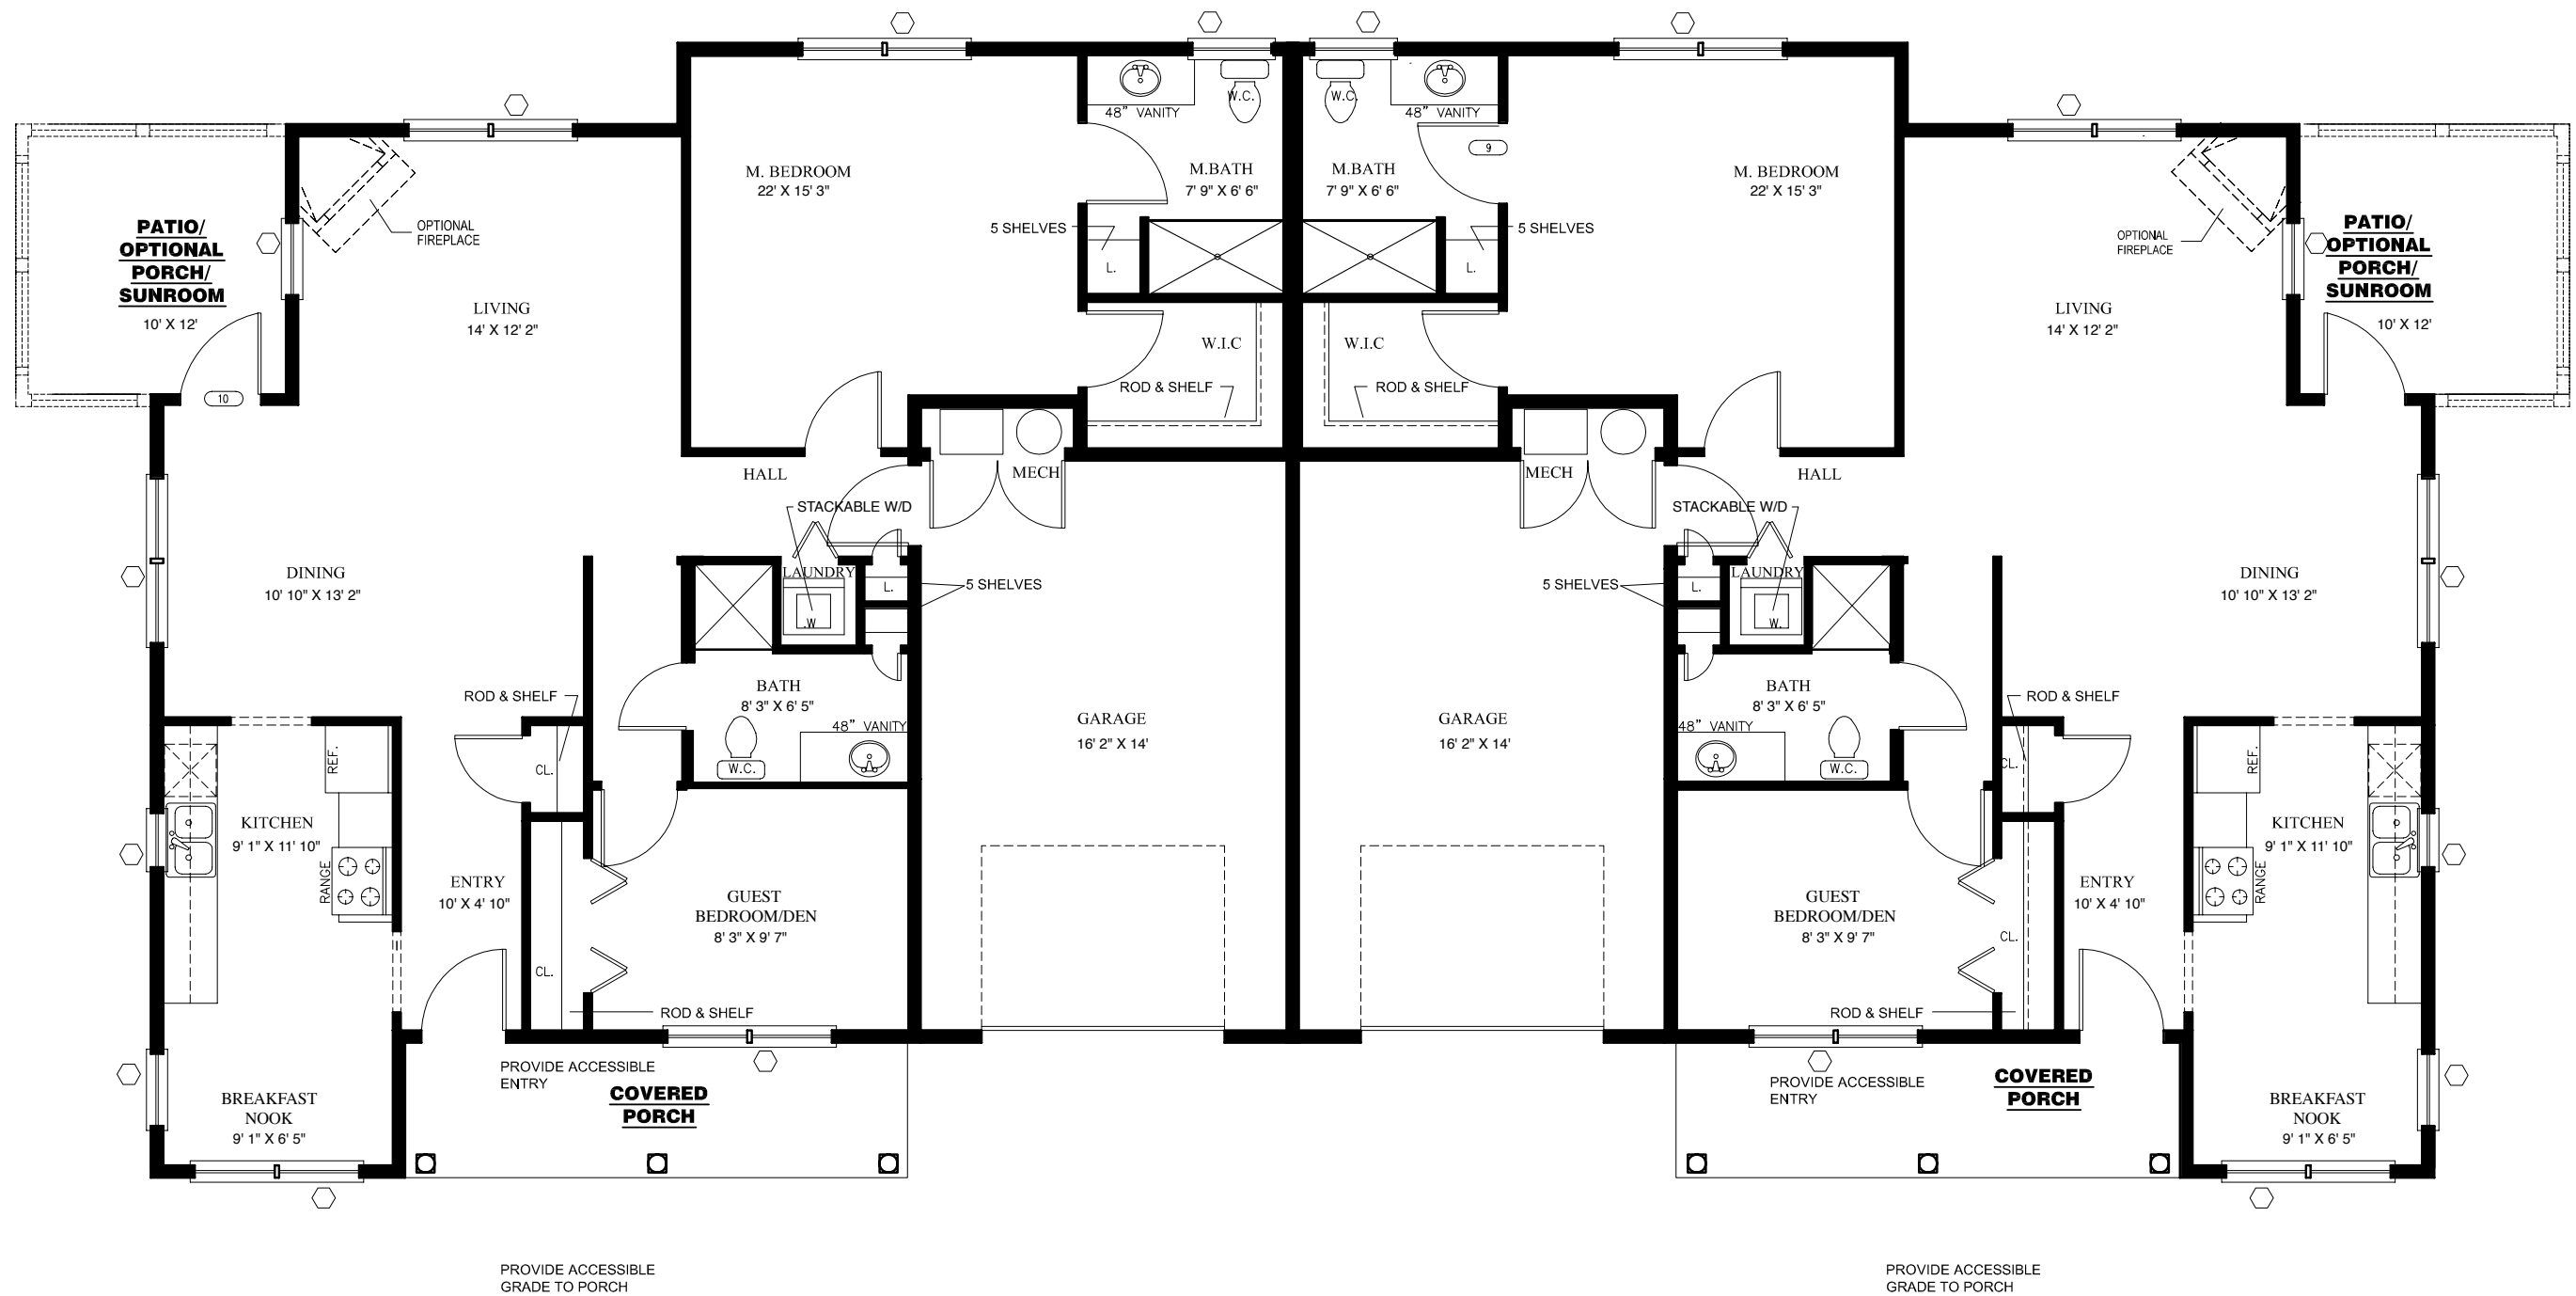 W.C.
W.C.
48” VANITY
48” VANITY
9
M. BEDROOM
22' X 15' 3"
M.BATH
7' 9" X 6' 6"
M.BATH
7' 9" X 6' 6"
M. BEDROOM
22' X 15' 3"
PATIO/
OPTIONAL
PORCH/
SUNROOM
10' X 12'
OPTIONAL
FIREPLACE
5 SHELVES
5 SHELVES
L.
L.
OPTIONAL
FIREPLACE
PATIO/
OPTIONAL
PORCH/
SUNROOM
10' X 12'
LIVING
14' X 12' 2"
W.I.C
W.I.C
LIVING
14' X 12' 2"
10
ROD & SHELF
ROD & SHELF
HALL
MECH
MECH
HALL
STACKABLE W/D
STACKABLE W/D
DINING
10' 10" X 13' 2"
LAUNDRY
L.
.W
5 SHELVES
5 SHELVES
L.
LAUNDRY
W.
DINING
10' 10" X 13' 2"
ROD & SHELF
BATH
8' 3" X 6' 5"
BATH
8' 3" X 6' 5"
ROD & SHELF
48” VANITY
GARAGE
16' 2" X 14'
GARAGE
16' 2" X 14'
48” VANITY
REF.
CL.
W.C.
W.C.
CL.
REF.
KITCHEN
9' 1" X 11' 10"
KITCHEN
9' 1" X 11' 10"
RANGE
ENTRY
10' X 4' 10"
GUEST
BEDROOM/DEN
8' 3" X 9' 7"
GUEST
BEDROOM/DEN
8' 3" X 9' 7"
ENTRY
10' X 4' 10"
RANGE
CL.
CL.
ROD & SHELF
ROD & SHELF
PROVIDE ACCESSIBLE
ENTRY
COVERED
PORCH
PROVIDE ACCESSIBLE
ENTRY
COVERED
PORCH
BREAKFAST
NOOK
9' 1" X 6' 5"
BREAKFAST
NOOK
9' 1" X 6' 5"
PROVIDE ACCESSIBLE
GRADE TO PORCH
PROVIDE ACCESSIBLE
GRADE TO PORCH